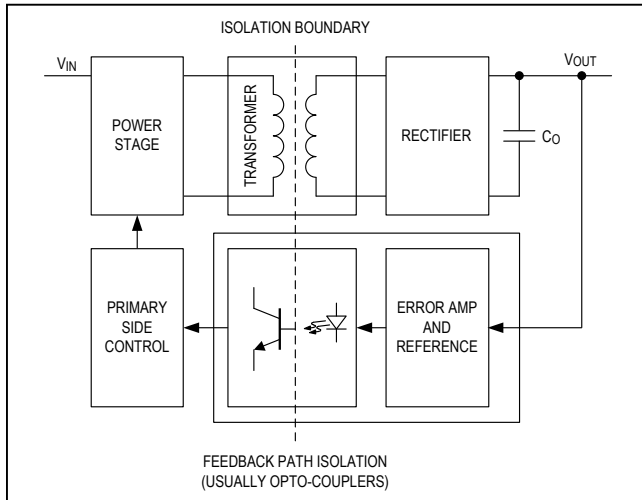 ISOLATION BOUNDARY
VIN
VOUT
POWER
STAGE
TRANSFORMER
RECTIFIER
CO
PRIMARY
SIDE
CONTROL
ERROR AMP
AND
REFERENCE
FEEDBACK PATH ISOLATION
(USUALLY OPTO-COUPLERS)